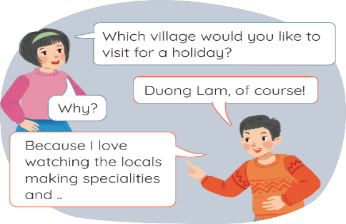 Which village would you like to
visit for a holiday?
Duong Lam, of course!
Why?
Because I love
watching the locals
making specialities
and ..